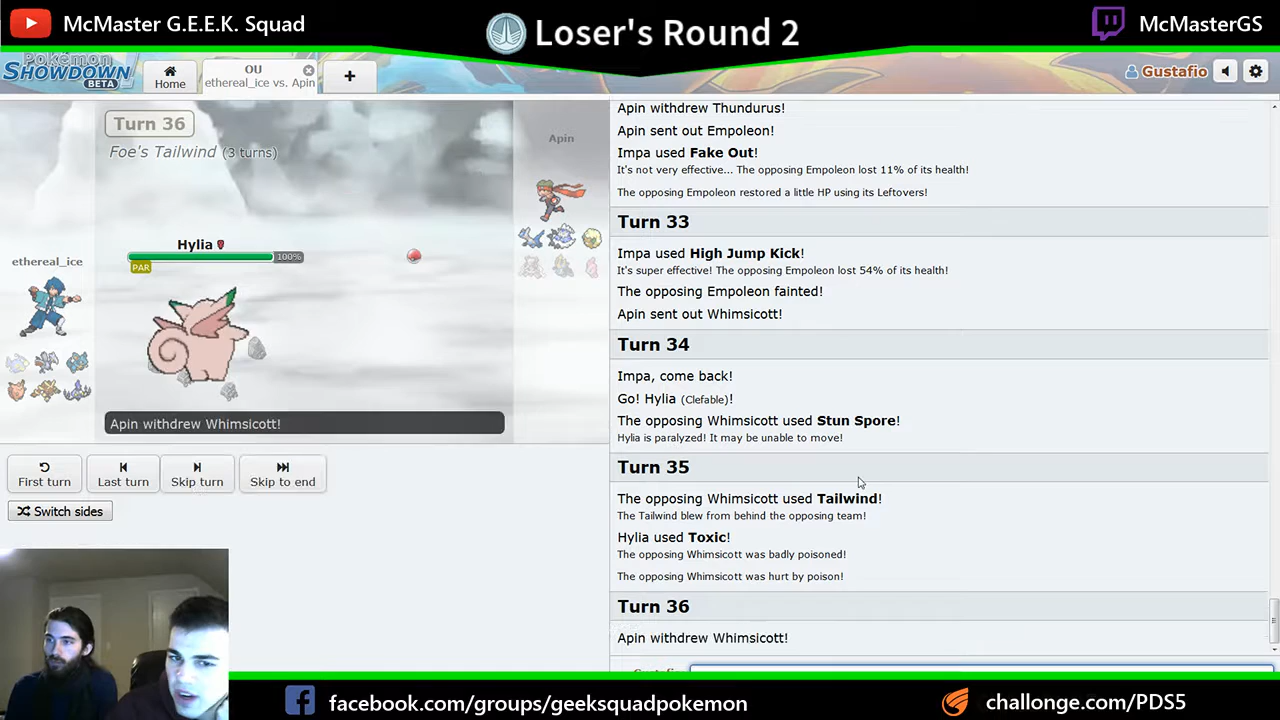 McMaster G.E.E.K. Squad
Loser's Round 2
McMasterGS
Pokémon
SHOWDOWN
BETA
Home
OU
ethereal_ice vs. Apin
Gustafio
Turn 36
Foe's Tailwind (3 turns)
Apin
Hylia
100%
PAR
ethereal_ice
Apin withdrew Whimsicott!
First turn
Last turn
Skip turn
Skip to end
Switch sides
Apin withdrew Thundurus!
Apin sent out Empoleon!
Impa used Fake Out!
It's not very effective... The opposing Empoleon lost 11% of its health!
The opposing Empoleon restored a little HP using its Leftovers!
Turn 33
Impa used High Jump Kick!
It's super effective! The opposing Empoleon lost 54% of its health!
The opposing Empoleon fainted!
Apin sent out Whimsicott!
Turn 34
Impa, come back!
Go! Hylia (Clefable)!
The opposing Whimsicott used Stun Spore!
Hylia is paralyzed! It may be unable to move!
Turn 35
The opposing Whimsicott used Tailwind!
The Tailwind blew from behind the opposing team!
Hylia used Toxic!
The opposing Whimsicott was badly poisoned!
The opposing Whimsicott was hurt by poison!
Turn 36
Apin withdrew Whimsicott!
facebook.com/groups/geeksquadpokemon
challonge.com/PDS5